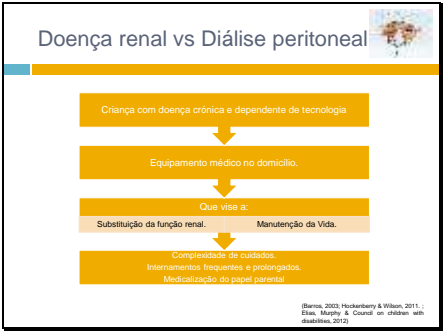 Doença renal vs Diálise peritoneal
Criança com doença crónica e dependente de tecnologia
Equipamento médico no domicílio.
Que vise a:
Substituição da função renal. Manutenção da Vida.
Complexidade de cuidados.
Internamentos frequentes e prolongados.
Medicalização do papel parental
(Barros, 2003; Hockenberry & Wilson, 2011. ;
Elias, Murphy & Council on children with
disabilities, 2012)